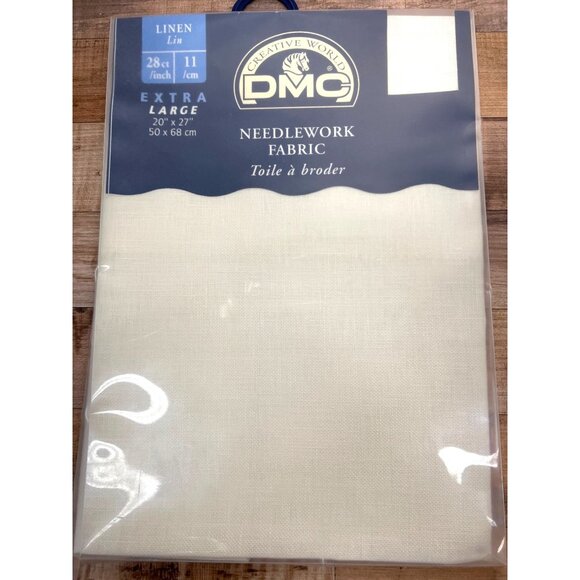 LINEN
Lin
28ct
/inch
11
/cm
EXTRA
LARGE
20" x 27"
50 x 68 cm
CREATIVE WORLD
DMC®
NEEDLEWORK
FABRIC
Toile à broder